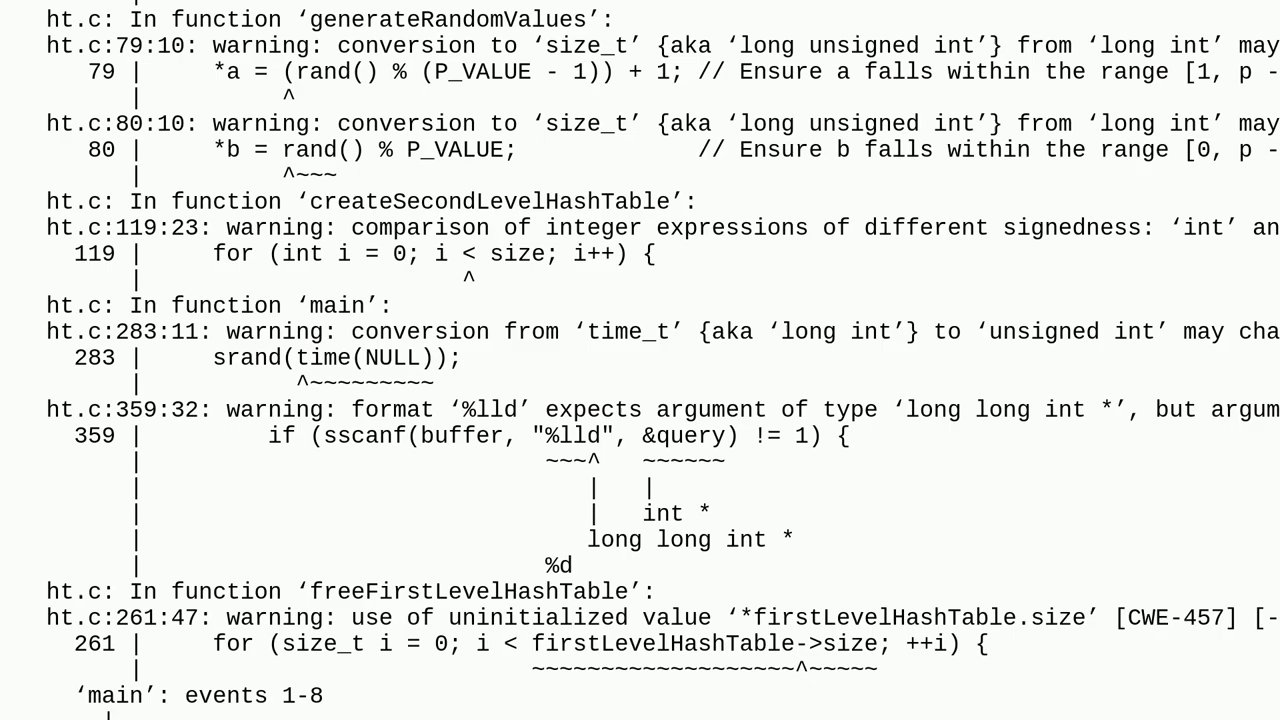 ht.c: In function ‘generateRandomValues’:
ht.c:79:10: warning: conversion to ‘size_t’ {aka ‘long unsigned int’} from ‘long int’ may
79 |     *a = (rand() % (P_VALUE - 1)) + 1; // Ensure a falls within the range [1, p -
|          ^
ht.c:80:10: warning: conversion to ‘size_t’ {aka ‘long unsigned int’} from ‘long int’ may
80 |     *b = rand() % P_VALUE;             // Ensure b falls within the range [0, p -
|          ^~~~
ht.c: In function ‘createSecondLevelHashTable’:
ht.c:119:23: warning: comparison of integer expressions of different signedness: ‘int’ an
119 |     for (int i = 0; i < size; i++) {
|                       ^
ht.c: In function ‘main’:
ht.c:283:11: warning: conversion from ‘time_t’ {aka ‘long int’} to ‘unsigned int’ may cha
283 |     srand(time(NULL));
|           ^~~~~~~~~~
ht.c:359:32: warning: format ‘%lld’ expects argument of type ‘long long int *’, but argum
359 |         if (sscanf(buffer, "%lld", &query) != 1) {
|                             ~~~^   ~~~~~~
|                                |   |
|                                |   int *
|                                long long int *
|                             %d
ht.c: In function ‘freeFirstLevelHashTable’:
ht.c:261:47: warning: use of uninitialized value ‘*firstLevelHashTable.size’ [CWE-457] [-
261 |     for (size_t i = 0; i < firstLevelHashTable->size; ++i) {
|                            ~~~~~~~~~~~~~~~~~~~^~~~~~
‘main’: events 1-8
|